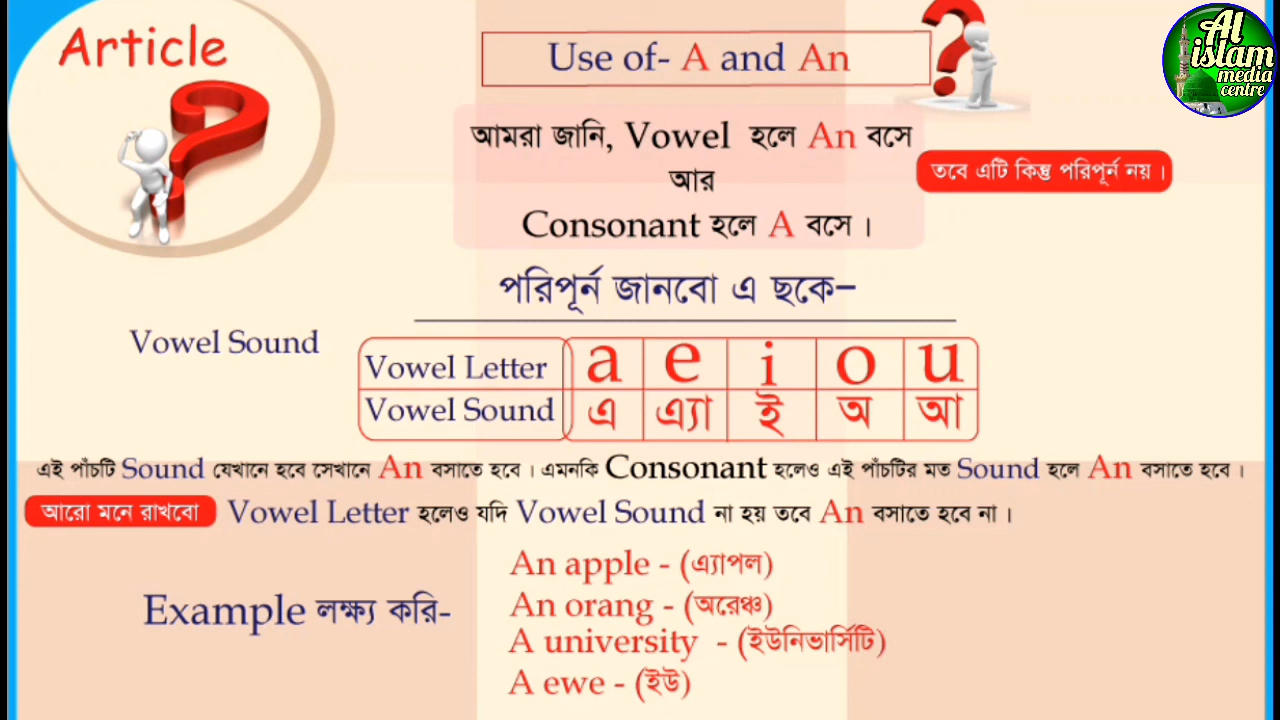 Article
Use of- A and An
Al
islam
media
centre
আমরা জানি, Vowel হলে An বসে
আর
Consonant হলে A বসে ।
তবে এটি কিন্তু পরিপূর্ন নয় ।
পরিপূর্ন জানবো এ ছকে–
Vowel Sound
Vowel Letter a e i o u
Vowel Sound এ এ্যা ই অ আ
এই পাঁচটি Sound যেখানে হবে সেখানে An বসাতে হবে । এমনকি Consonant হলেও এই পাঁচটির মত Sound হলে An বসাতে হবে ।
আরো মনে রাখবো Vowel Letter হলেও যদি Vowel Sound না হয় তবে An বসাতে হবে না ।
Example লক্ষ্য করি-
An apple - (এ্যাপল)
An orang - (অরেঞ্চ)
A university - (ইউনিভার্সিটি)
A ewe - (ইউ)